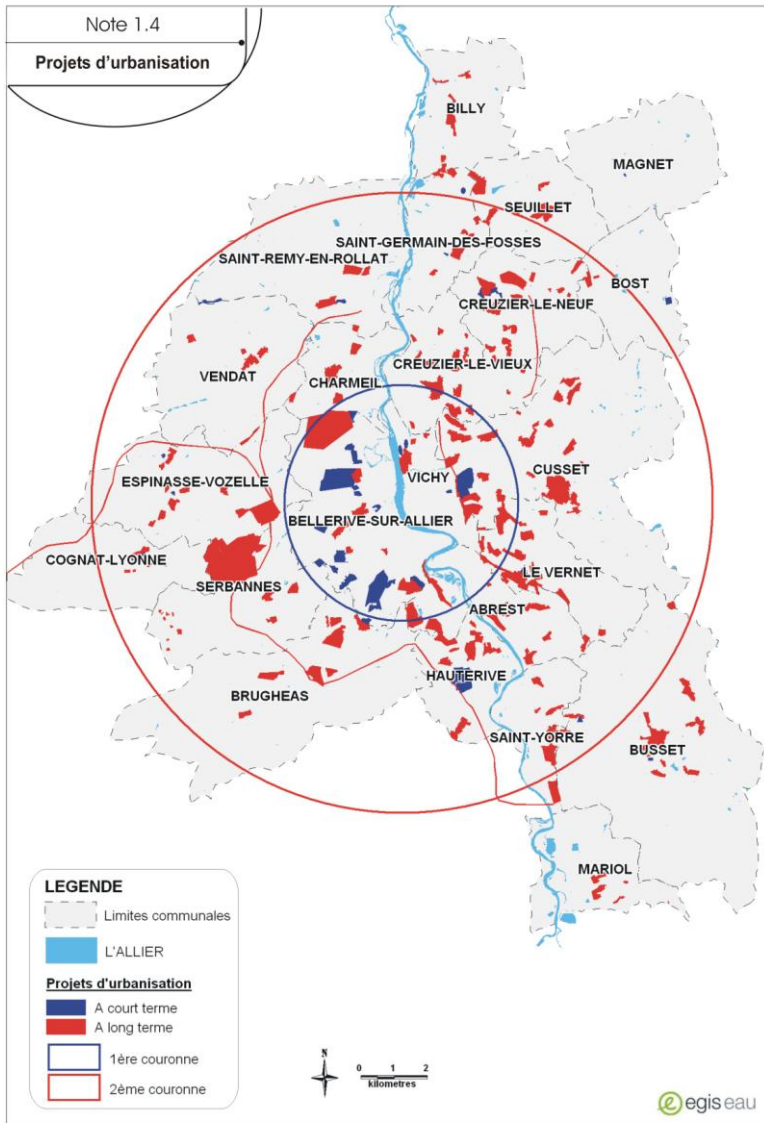 Note 1.4
Projets d'urbanisation
BILLY
MAGNET
SEUILLET
SAINT-GERMAIN-DES-FOSSES
SAINT-REMY-EN-ROLLAT
BOST
CREUZIER-LE-NEUF
CREUZIER-LE-VIEUX
VENDAT
CHARMEIL
CUSSET
VICHY
ESPINASSE-VOZELLE
BELLERIVE-SUR-ALLIER
COGNAT-LYONNE
LE VERNET
SERBANNES
ABREST
HAUTERIVE
BRUGHEAS
SAINT-YORRE
BUSSET
MARIOL
LEGENDE
Limites communales
L'ALLIER
Projets d'urbanisation
A court terme
A long terme
1ère couronne
2ème couronne
N
0 1 2
kilometres
egis eau